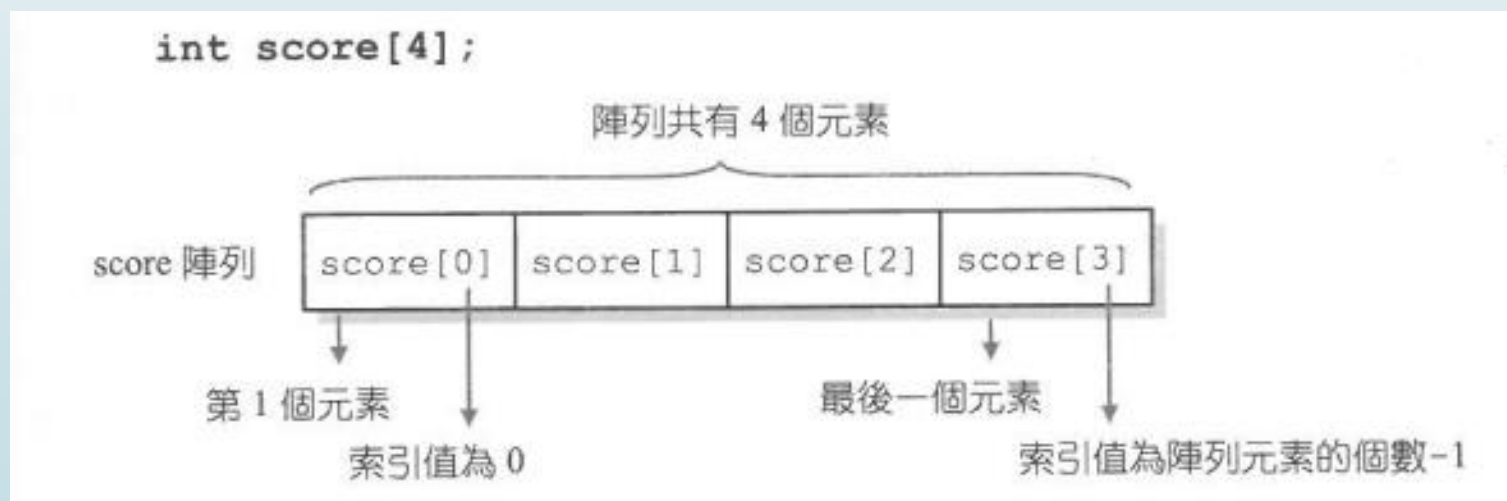 int score[4];
陣列共有 4 個元素
score 陣列 score[0] score[1] score[2] score[3]
第 1 個元素 最後一個元素
索引值為 0 索引值為陣列元素的個數-1